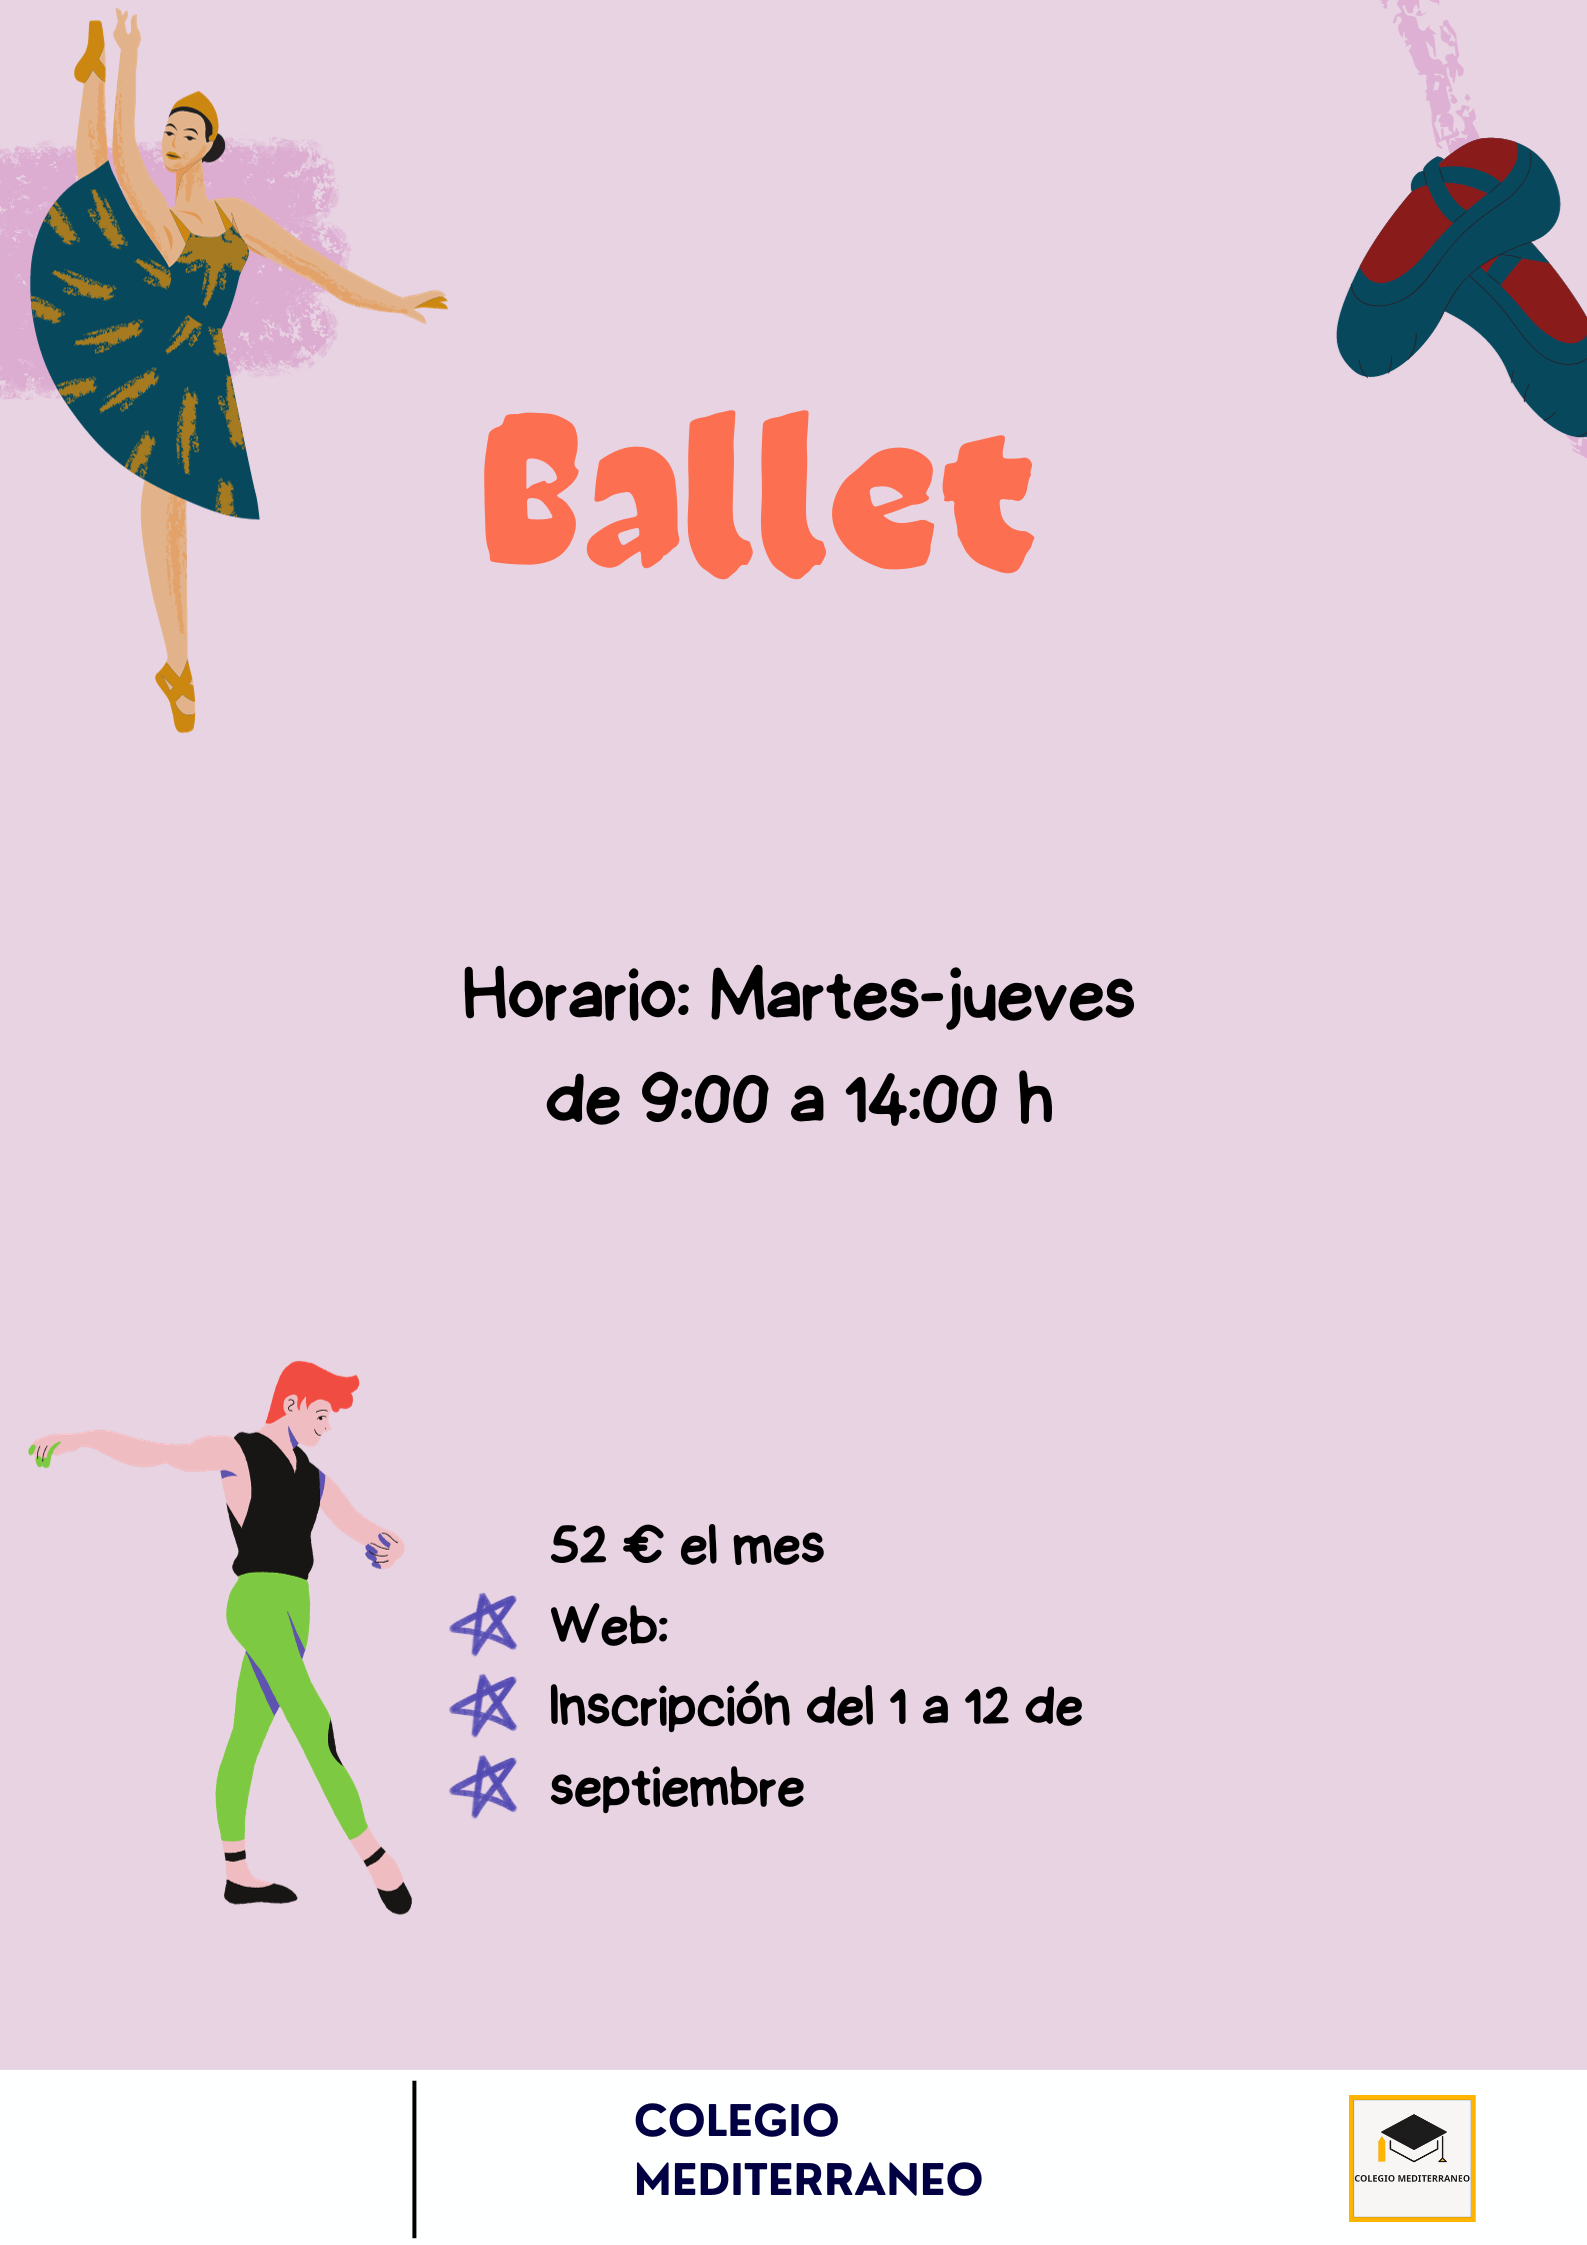 Ballet
Horario: Martes-jueves
de 9:00 a 14:00 h
52 € el mes
Web:
Inscripción del 1 a 12 de
septiembre
COLEGIO
MEDITERRANEO
COLEGIO MEDITERRANEO